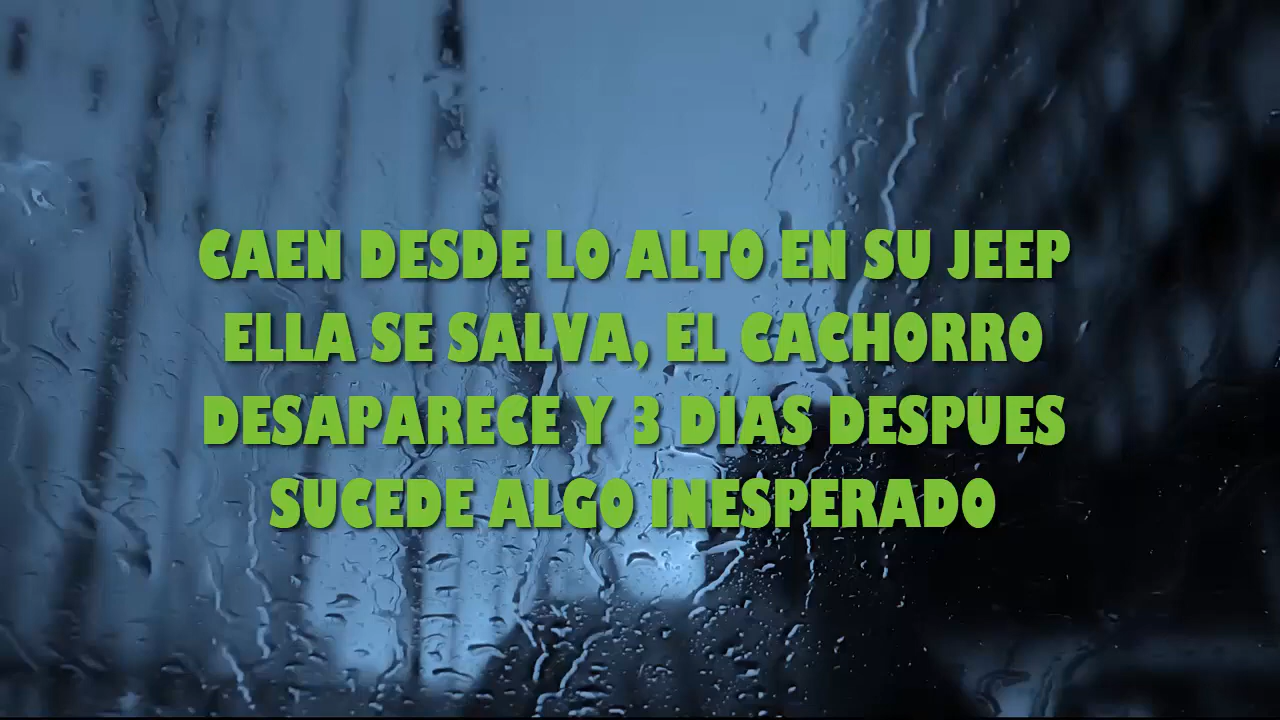 CAEN DESDE LO ALTO EN SU JEEP
ELLA SE SALVA, EL CACHORRO
DESAPARECE Y 3 DIAS DESPUES
SUCEDE ALGO INESPERADO